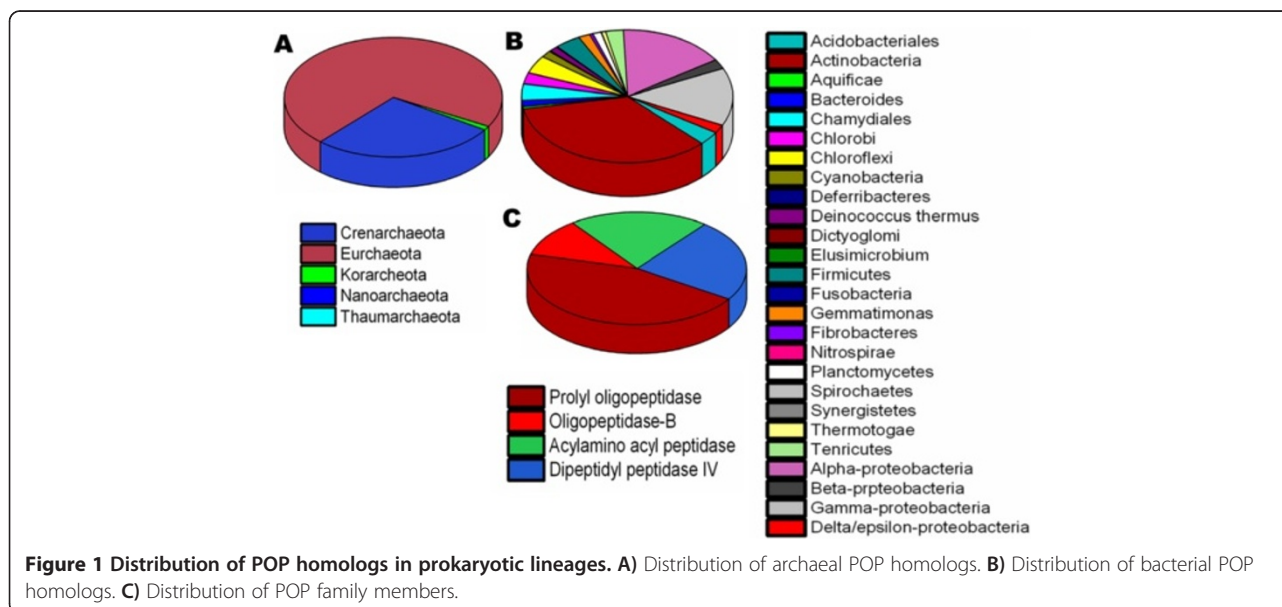 A
B
Crenarchaeota
Eurchaeota
Korarcheota
Nanoarchaeota
Thaumarchaeota
C
Prolyl oligopeptidase
Oligopeptidase-B
Acylamino acyl peptidase
Dipeptidyl peptidase IV
Acidobacteriales
Actinobacteria
Aquificae
Bacteroides
Chamydiales
Chlorobi
Chloroflexi
Cyanobacteria
Deferribacteres
Deinococcus thermus
Dictyoglomi
Elusimicrobium
Firmicutes
Fusobacteria
Gemmatimonas
Fibrobacteres
Nitrospirae
Planctomycetes
Spirochaetes
Synergistetes
Thermotogae
Tenricutes
Alpha-proteobacteria
Beta-prpteobacteria
Gamma-proteobacteria
Delta/epsilon-proteobacteria
Figure 1 Distribution of POP homologs in prokaryotic lineages. A) Distribution of archaeal POP homologs. B) Distribution of bacterial POP
homologs. C) Distribution of POP family members.